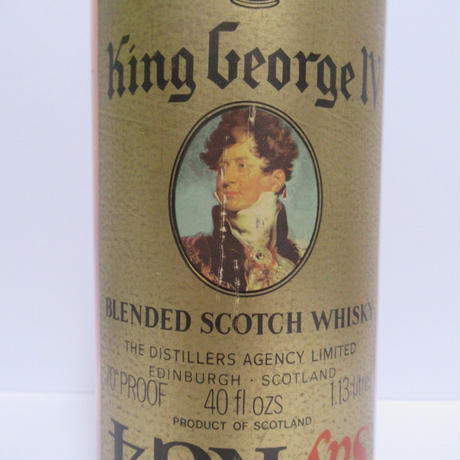 King George IV
BLENDED SCOTCH WHISKY
THE DISTILLERS AGENCY LIMITED
EDINBURGH · SCOTLAND
70° PROOF 40 fl ozs 1.13 litres
PRODUCT OF SCOTLAND